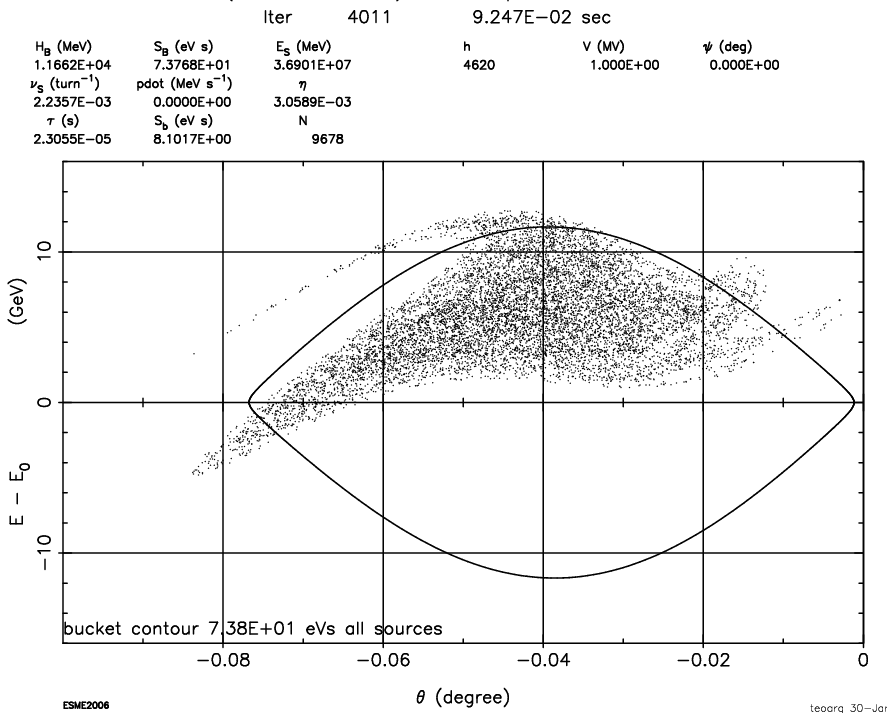 Iter 4011 9.247E-02 sec
H_B (MeV) S_B (eV s) E_S (MeV) h V (MV) ψ (deg)
1.1662E+04 7.3768E+01 3.6901E+07 4620 1.000E+00 0.000E+00
ν_S (turn⁻¹) pdot (MeV s⁻¹) η
2.2357E-03 0.0000E+00 3.0589E-03
τ (s) S_b (eV s) N
2.3055E-05 8.1017E+00 9678
10
0
-10
E - E_0 (GeV)
bucket contour 7.38E+01 eVs all sources
-0.08 -0.06 -0.04 -0.02 0
θ (degree)
ESME2006
teoarg 30-Jan